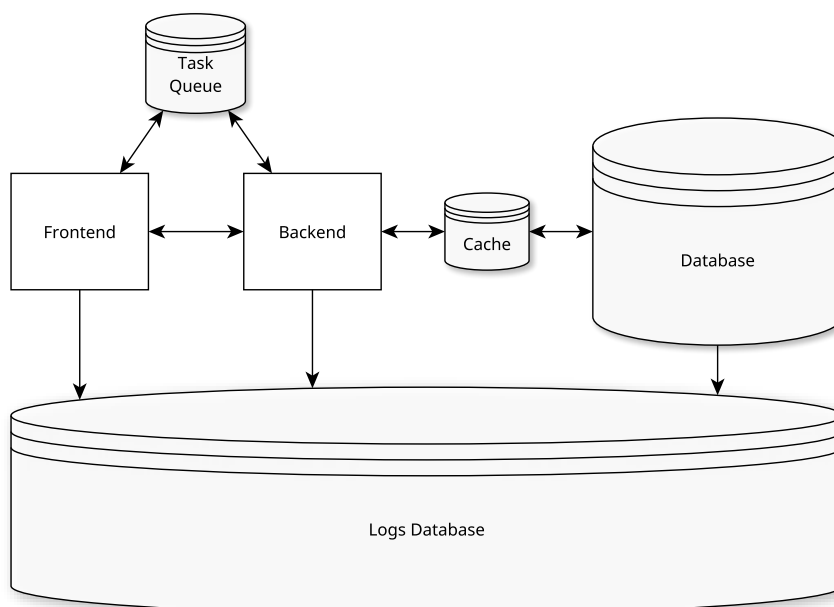 Task
Queue
Frontend
Backend
Cache
Database
Logs Database